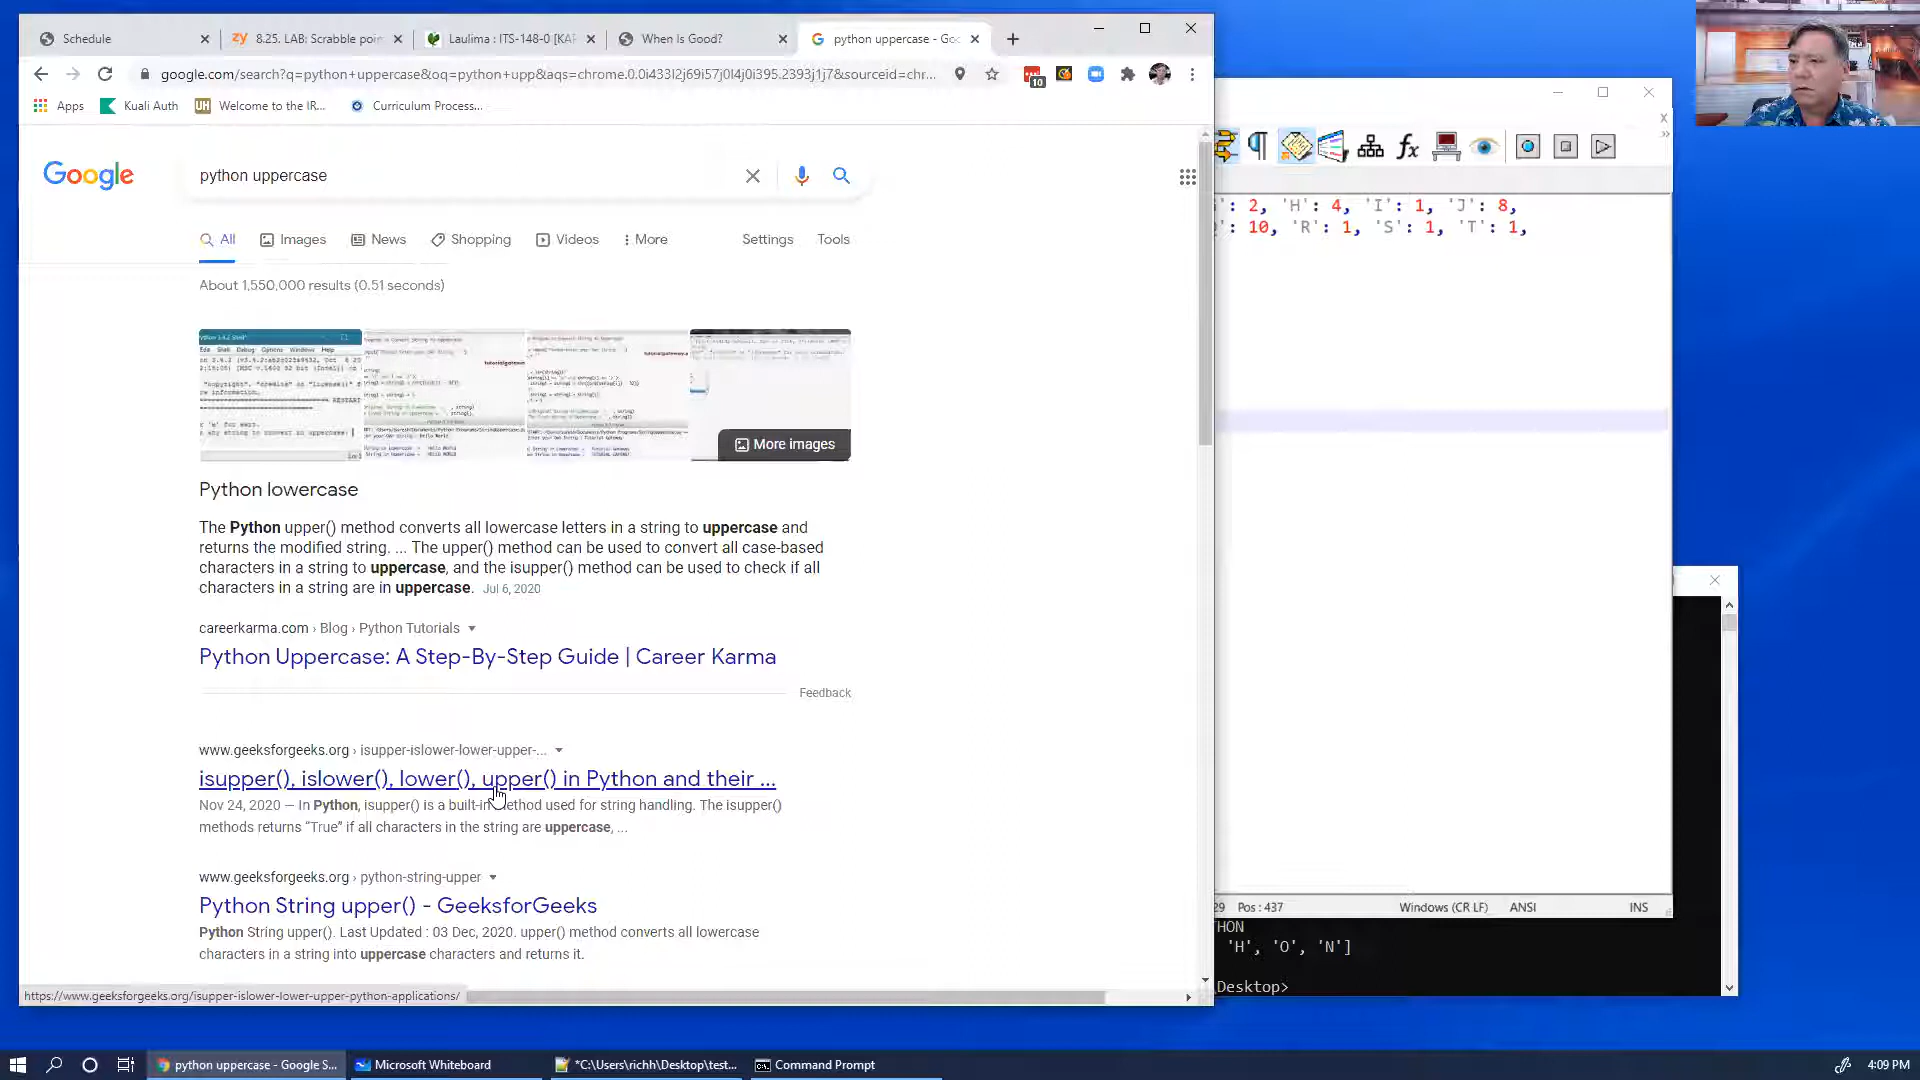 Schedule
zy 8.25. LAB: Scrabble poin
Laulima : ITS-148-0 [KAP
When Is Good?
python uppercase - Goo
google.com/search?q=python+uppercase&oq=python+upp&aqs=chrome.0.0i433l2j69i57j0l4j0i395.2393j1j7&sourceid=chr...
10
Apps
Kuali Auth
UH Welcome to the IR...
Curriculum Process...
Google
python uppercase
All
Images
News
Shopping
Videos
More
Settings
Tools
About 1,550,000 results (0.51 seconds)
More images
Python lowercase
The Python upper() method converts all lowercase letters in a string to uppercase and
returns the modified string. ... The upper() method can be used to convert all case-based
characters in a string to uppercase, and the isupper() method can be used to check if all
characters in a string are in uppercase. Jul 6, 2020
careerkarma.com › Blog › Python Tutorials
Python Uppercase: A Step-By-Step Guide | Career Karma
Feedback
www.geeksforgeeks.org › isupper-islower-lower-upper-...
isupper(), islower(), lower(), upper() in Python and their ...
Nov 24, 2020 — In Python, isupper() is a built-in method used for string handling. The isupper()
methods returns “True” if all characters in the string are uppercase, ...
www.geeksforgeeks.org › python-string-upper
Python String upper() - GeeksforGeeks
Python String upper(). Last Updated : 03 Dec, 2020. upper() method converts all lowercase
characters in a string into uppercase characters and returns it.
https://www.geeksforgeeks.org/isupper-islower-lower-upper-python-applications/
fx
': 2, 'H': 4, 'I': 1, 'J': 8,
': 10, 'R': 1, 'S': 1, 'T': 1,
29 Pos : 437
Windows (CR LF)
ANSI
INS
THON
'H', 'O', 'N']
\Desktop>
python uppercase - Google S...
Microsoft Whiteboard
*C:\Users\richh\Desktop\test...
Command Prompt
4:09 PM